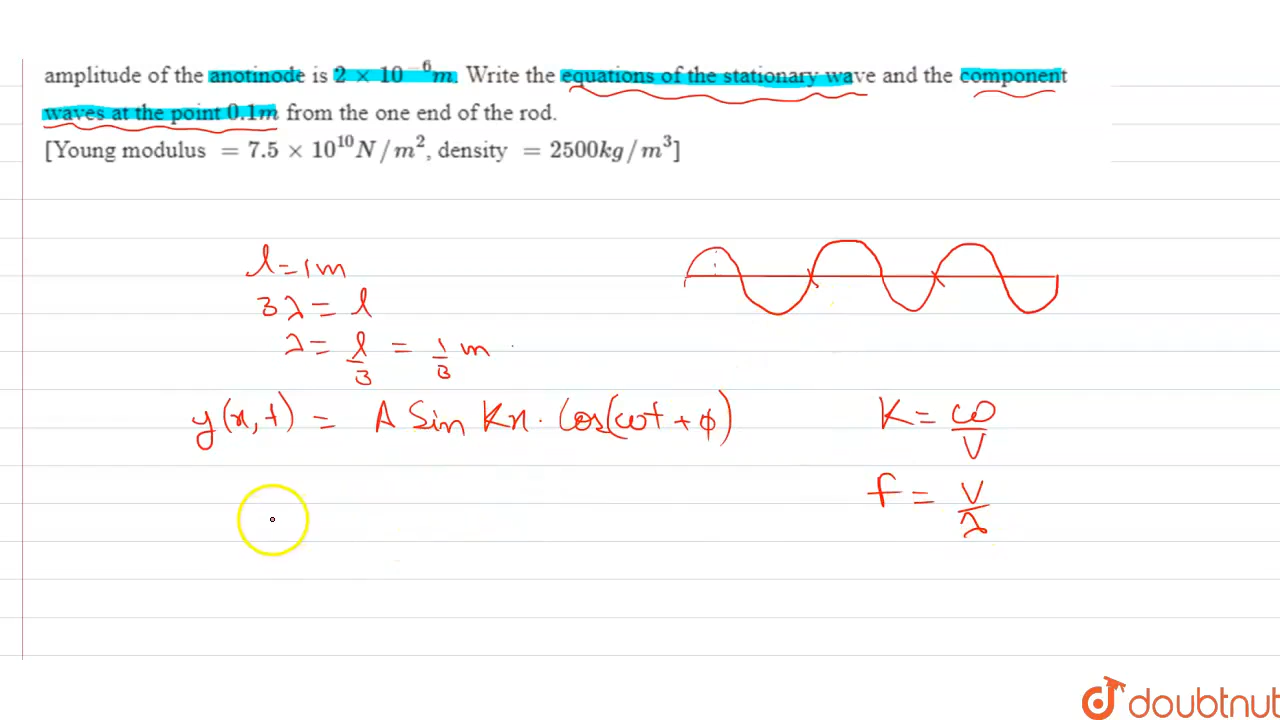 amplitude of the anotinode is 2 × 10⁻⁶m. Write the equations of the stationary wave and the component
waves at the point 0.1m from the one end of the rod.
[Young modulus = 7.5 × 10¹⁰N/m², density = 2500kg/m³]
l = 1m
3λ = l
λ = l/3 = 1/3 m
y(x,t) = A Sin Kx. Cos(ωt + φ)
K = ω/V
f = V/λ
doubtnut